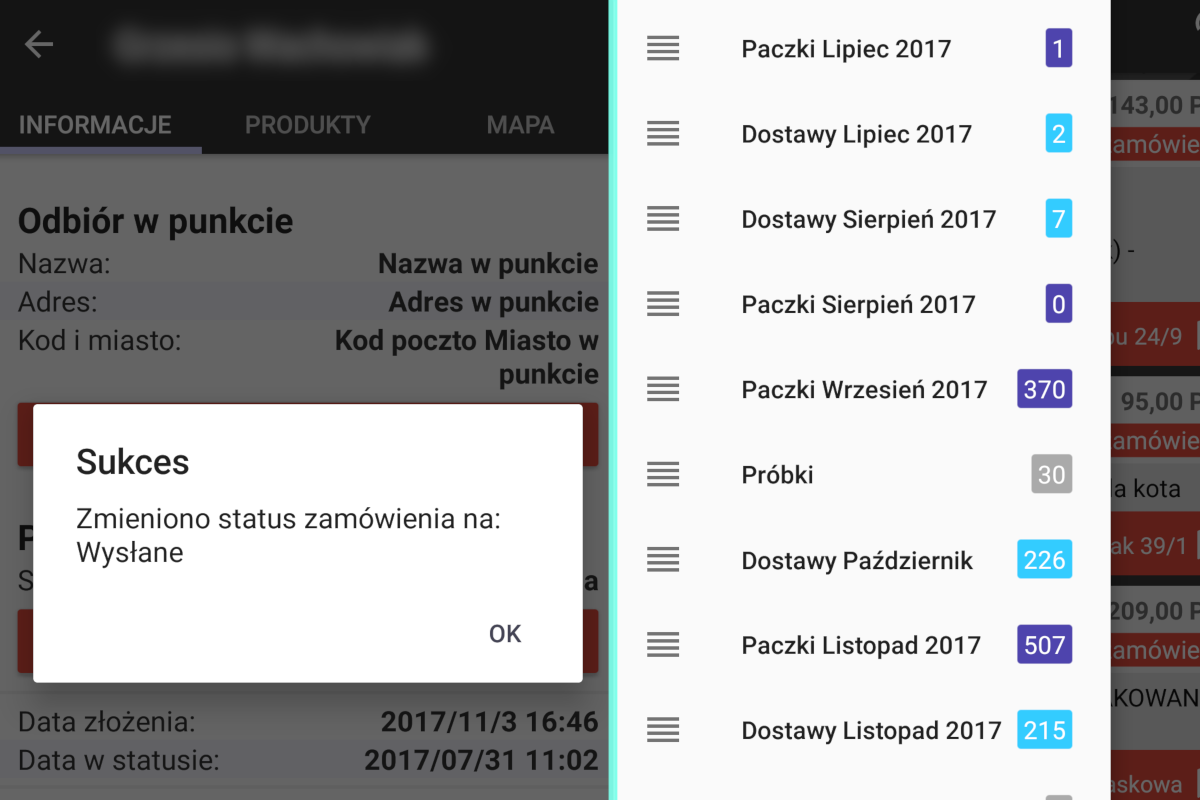 INFORMACJE PRODUKTY MAPA
Odbiór w punkcie
Nazwa: Nazwa w punkcie
Adres: Adres w punkcie
Kod i miasto: Kod poczto Miasto w
punkcie
Sukces
Zmieniono status zamówienia na:
Wysłane
OK
Data złożenia: 2017/11/3 16:46
Data w statusie: 2017/07/31 11:02
Paczki Lipiec 2017 1
Dostawy Lipiec 2017 2
Dostawy Sierpień 2017 7
Paczki Sierpień 2017 0
Paczki Wrzesień 2017 370
Próbki 30
Dostawy Październik 226
Paczki Listopad 2017 507
Dostawy Listopad 2017 215
143,00 P
amówie
) -
u 24/9
95,00 P
amówie
a kota
ak 39/1
209,00 P
amówie
KOWAN
askowa